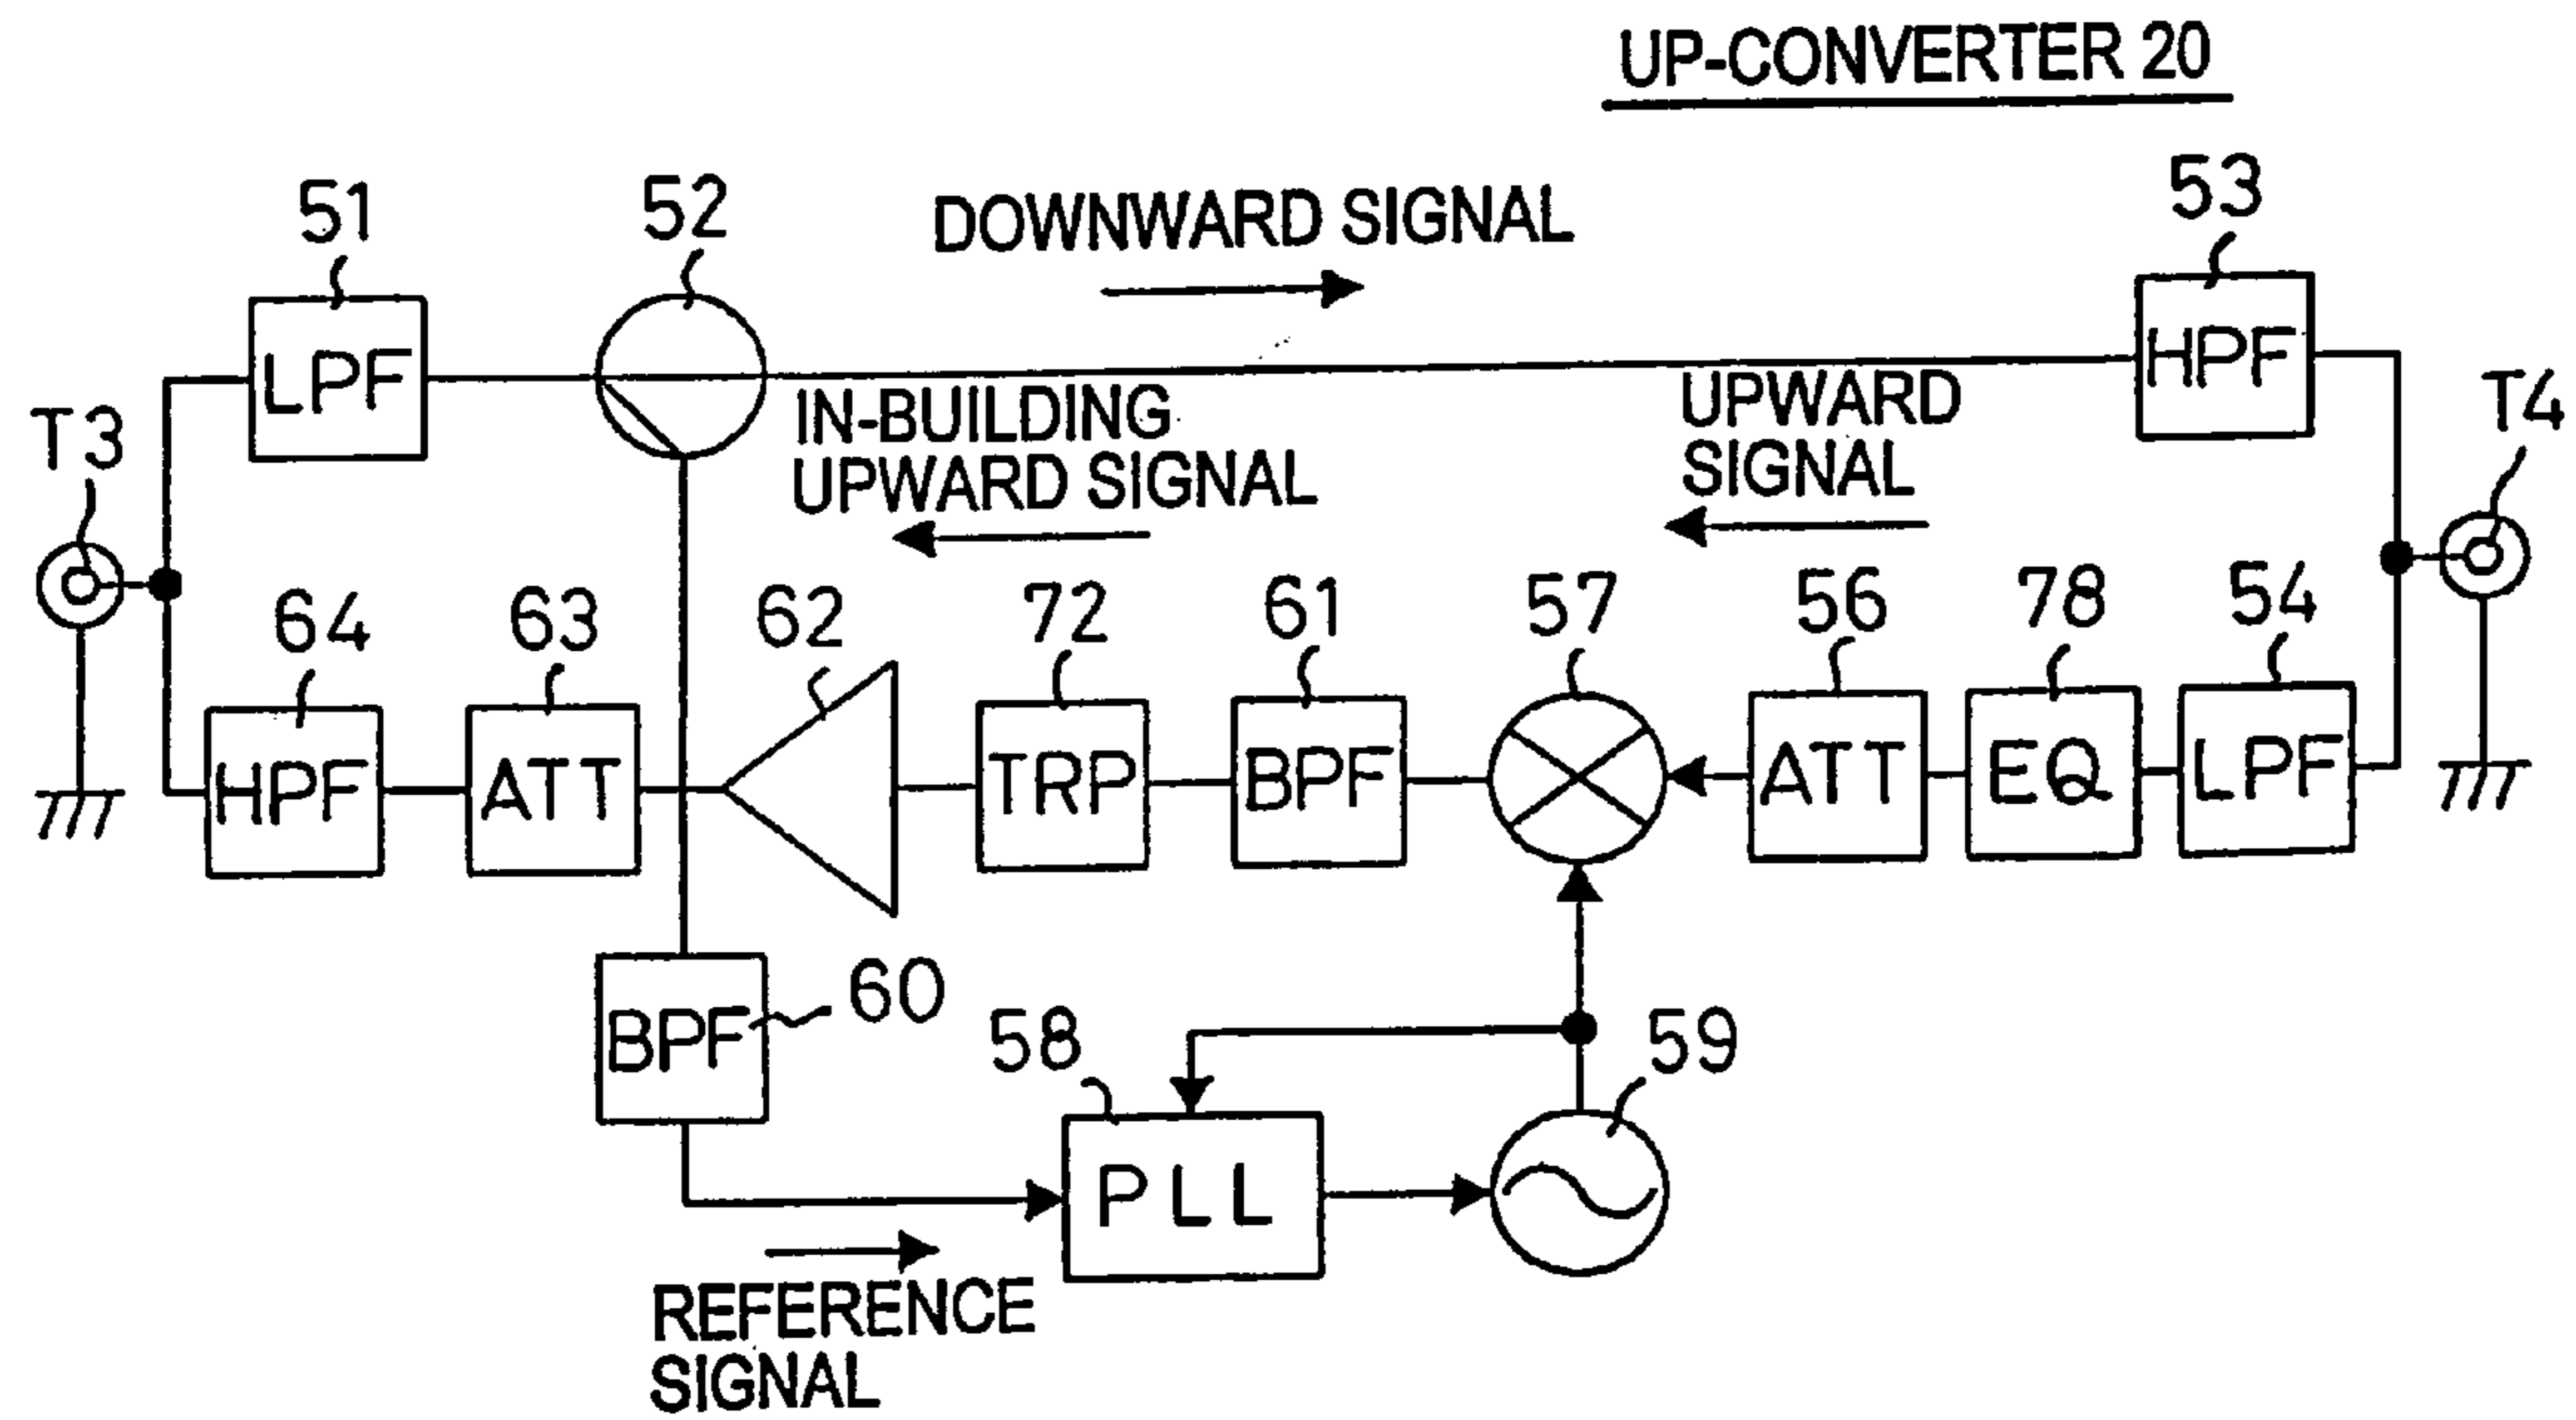 UP-CONVERTER 20
51
52
DOWNWARD SIGNAL
53
LPF
HPF
T3
IN-BUILDING
UPWARD SIGNAL
UPWARD
SIGNAL
T4
64
63
62
72
61
57
56
78
54
HPF
ATT
TRP
BPF
ATT
EQ
LPF
BPF
60
58
59
PLL
REFERENCE
SIGNAL